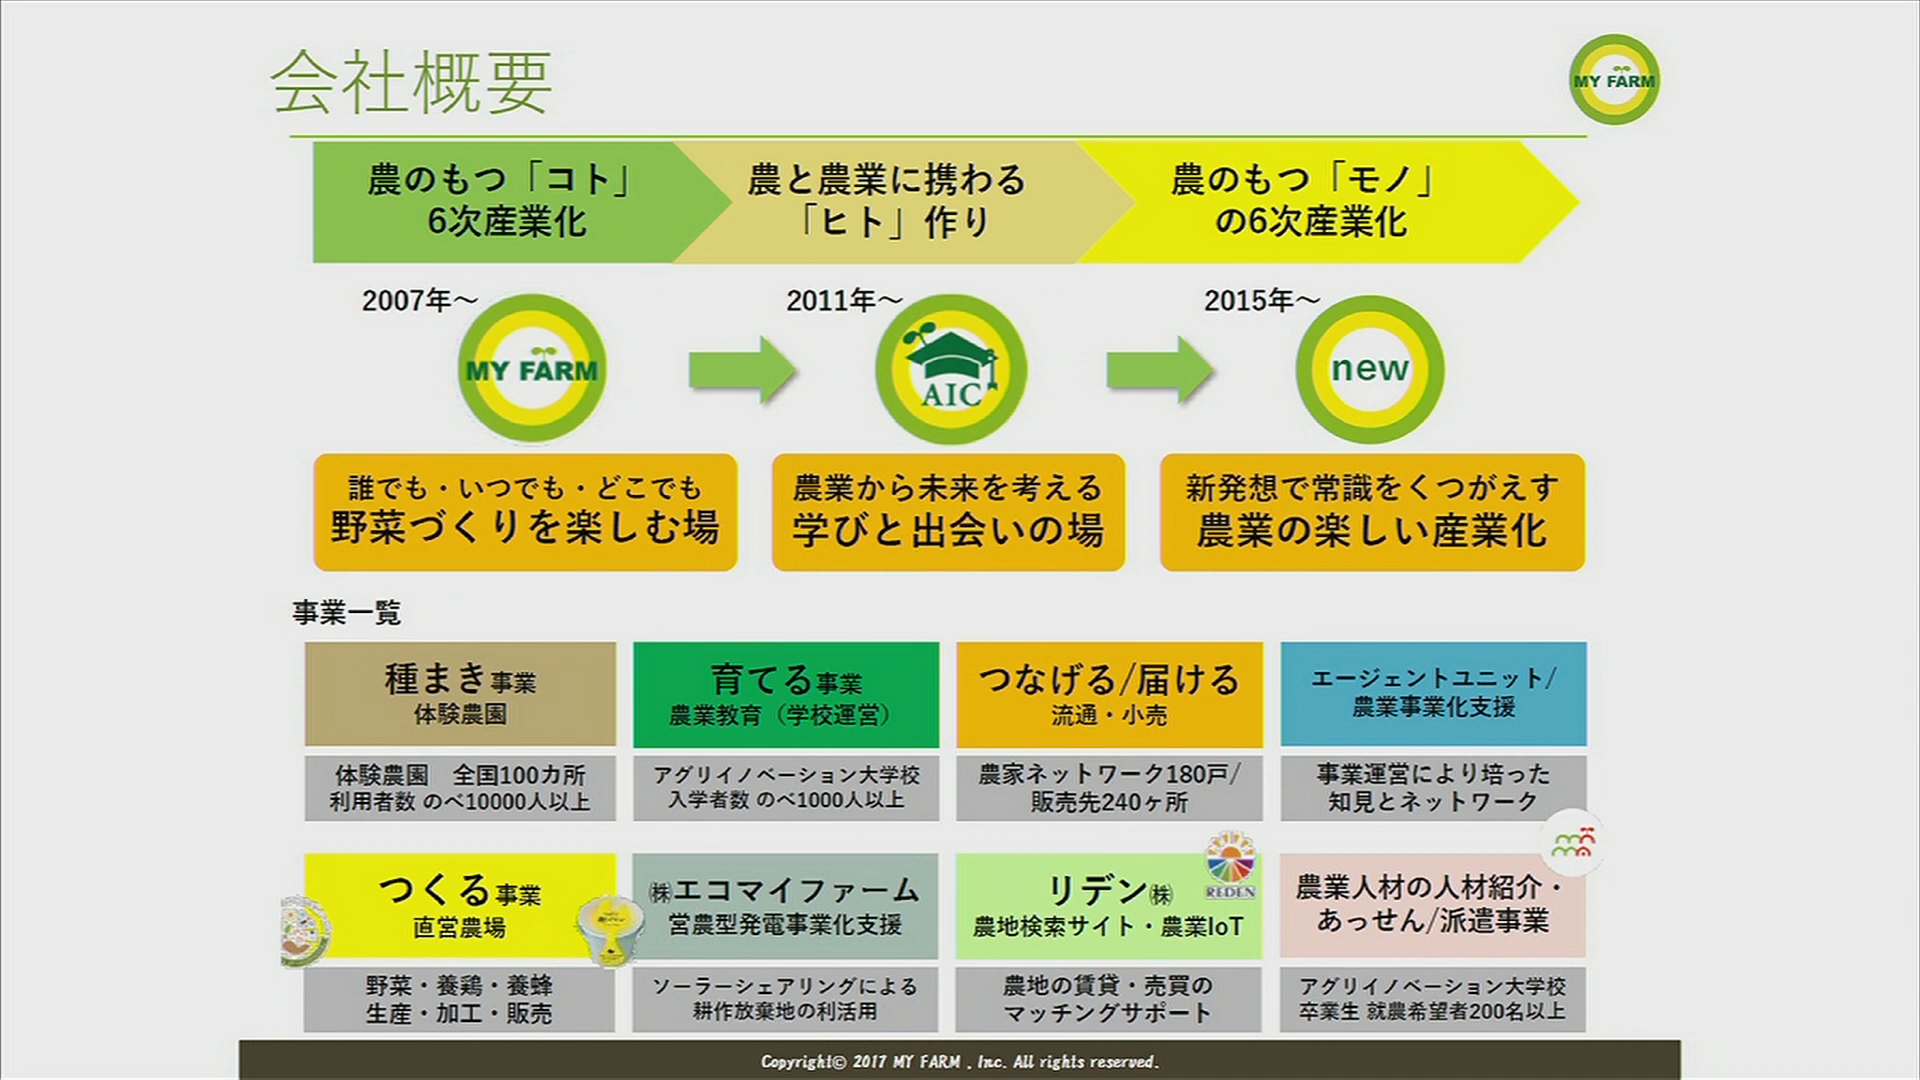 会社概要
MY FARM
農のもつ「コト」
6次産業化
農と農業に携わる
「ヒト」作り
農のもつ「モノ」
の6次産業化
2007年～
MY FARM
2011年～
AIC
2015年～
new
誰でも・いつでも・どこでも
野菜づくりを楽しむ場
農業から未来を考える
学びと出会いの場
新発想で常識をくつがえす
農業の楽しい産業化
事業一覧
種まき事業
体験農園
育てる事業
農業教育（学校運営）
つなげる/届ける
流通・小売
エージェントユニット/
農業事業化支援
体験農園　全国100カ所
利用者数 のべ10000人以上
アグリイノベーション大学校
入学者数 のべ1000人以上
農家ネットワーク180戸/
販売先240ヶ所
事業運営により培った
知見とネットワーク
つくる事業
直営農場
㈱エコマイファーム
営農型発電事業化支援
リデン㈱
農地検索サイト・農業IoT
REDEN
農業人材の人材紹介・
あっせん/派遣事業
野菜・養鶏・養蜂
生産・加工・販売
ソーラーシェアリングによる
耕作放棄地の利活用
農地の賃貸・売買の
マッチングサポート
アグリイノベーション大学校
卒業生 就農希望者200名以上
Copyright© 2017 MY FARM . Inc. All rights reserved.